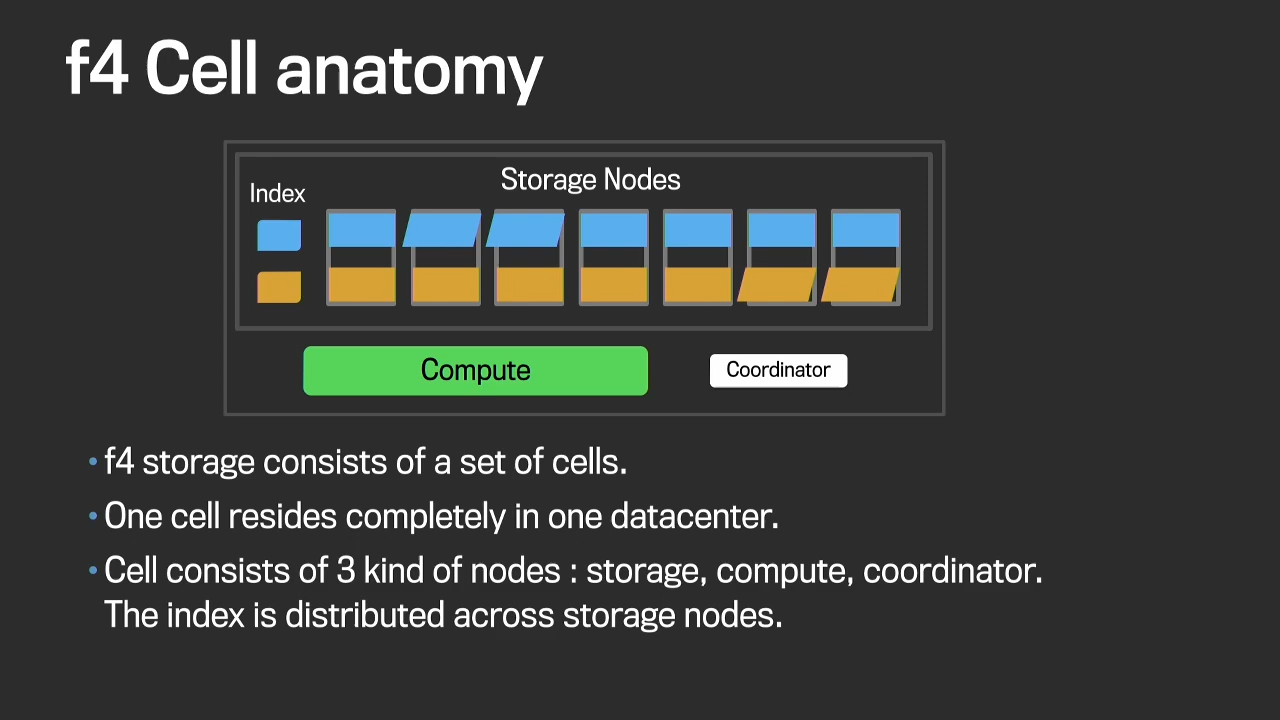 f4 Cell anatomy
Storage Nodes
Index
Compute
Coordinator
• f4 storage consists of a set of cells.
• One cell resides completely in one datacenter.
• Cell consists of 3 kind of nodes : storage, compute, coordinator.
The index is distributed across storage nodes.